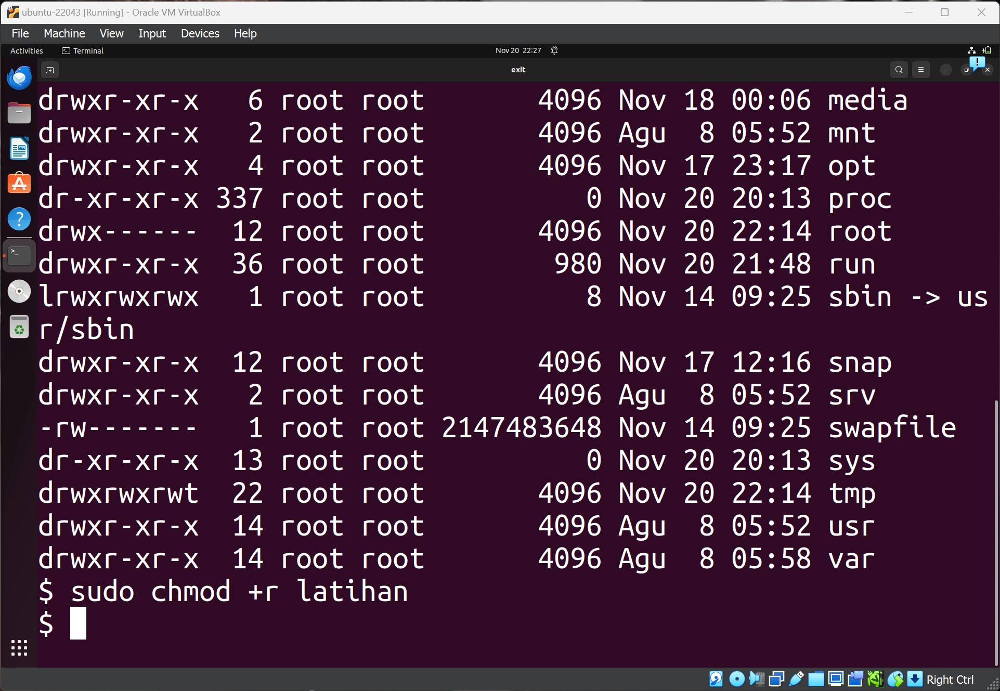 ubuntu-22043 [Running] - Oracle VM VirtualBox
File Machine View Input Devices Help
Activities Terminal Nov 20 22:27
exit
drwxr-xr-x   6 root root       4096 Nov 18 00:06 media
drwxr-xr-x   2 root root       4096 Agu  8 05:52 mnt
drwxr-xr-x   4 root root       4096 Nov 17 23:17 opt
dr-xr-xr-x 337 root root          0 Nov 20 20:13 proc
drwx------  12 root root       4096 Nov 20 22:14 root
drwxr-xr-x  36 root root        980 Nov 20 21:48 run
lrwxrwxrwx   1 root root          8 Nov 14 09:25 sbin -> us
r/sbin
drwxr-xr-x  12 root root       4096 Nov 17 12:16 snap
drwxr-xr-x   2 root root       4096 Agu  8 05:52 srv
-rw-------   1 root root 2147483648 Nov 14 09:25 swapfile
dr-xr-xr-x  13 root root          0 Nov 20 20:13 sys
drwxrwxrwt  22 root root       4096 Nov 20 22:14 tmp
drwxr-xr-x  14 root root       4096 Agu  8 05:52 usr
drwxr-xr-x  14 root root       4096 Agu  8 05:58 var
$ sudo chmod +r latihan
$
Right Ctrl